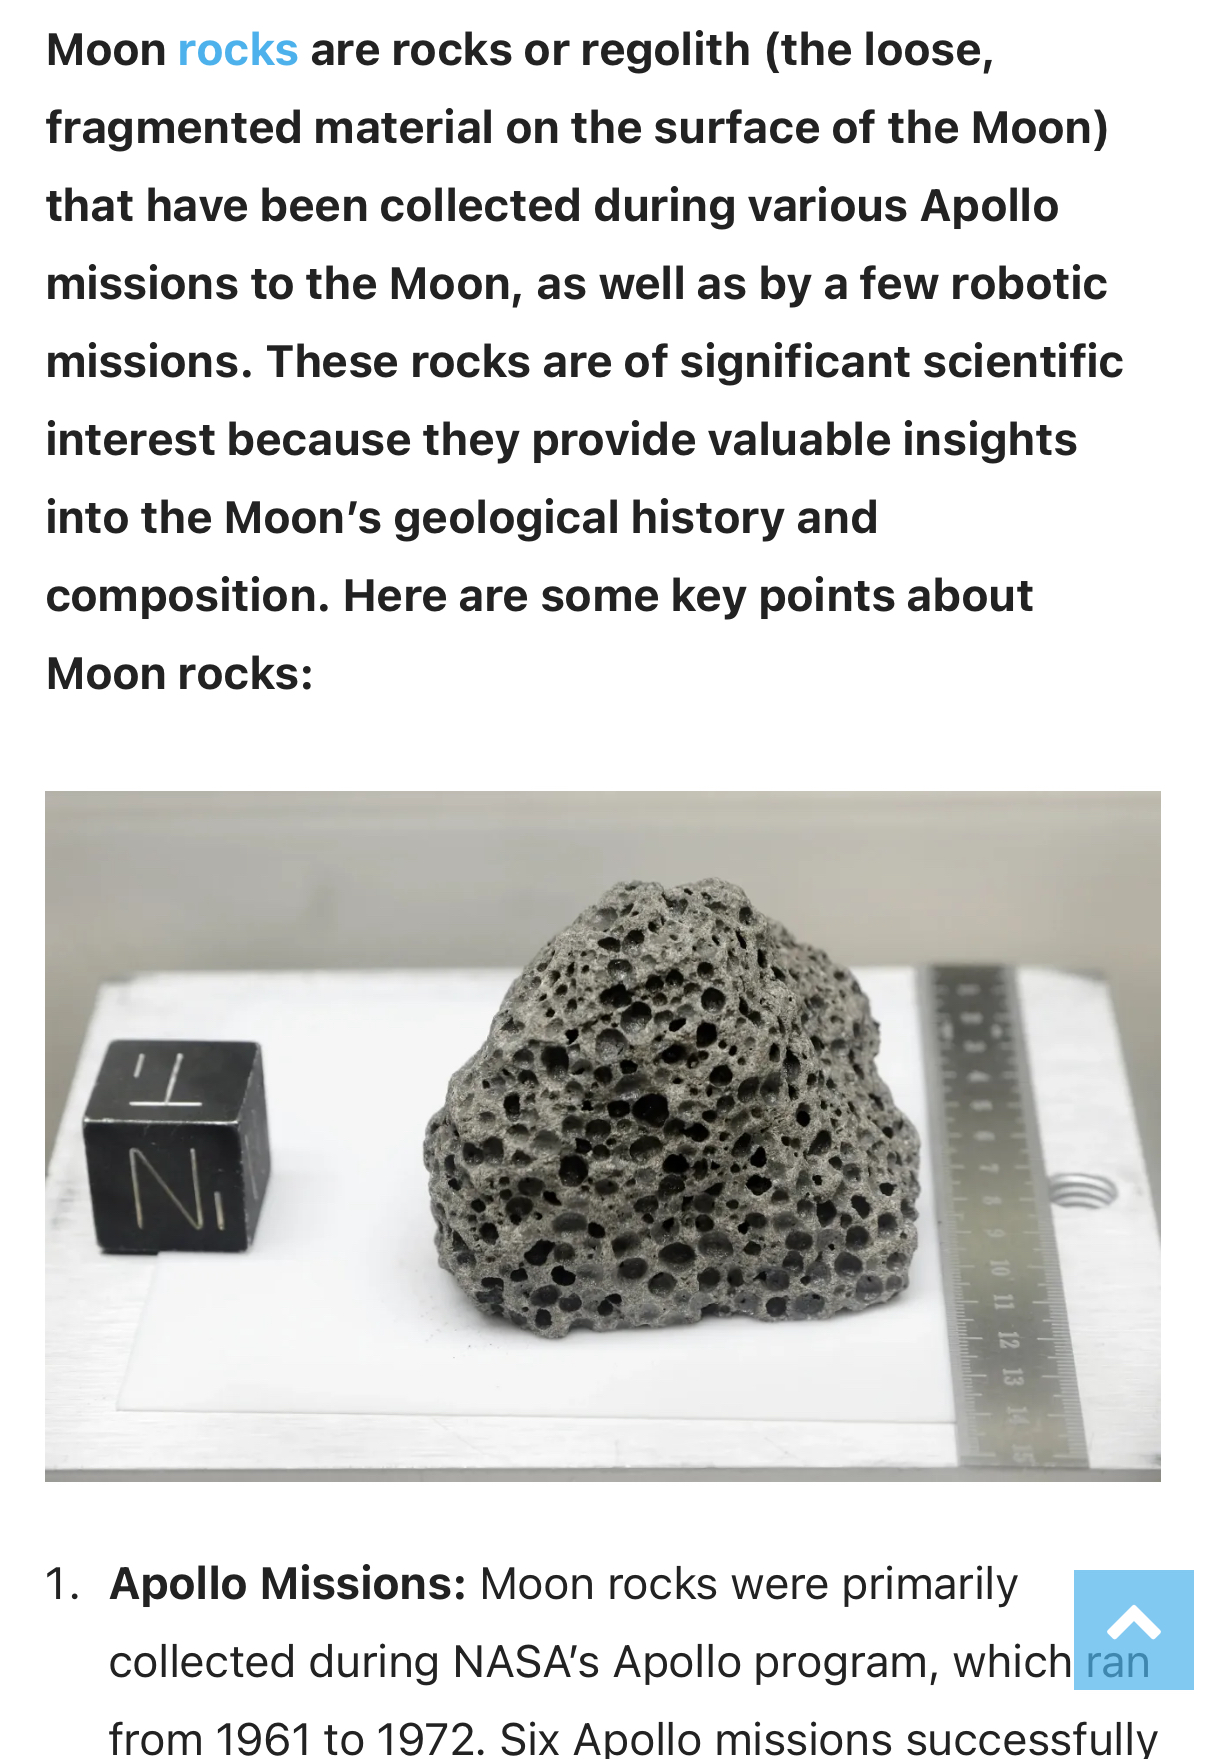 Moon rocks are rocks or regolith (the loose,
fragmented material on the surface of the Moon)
that have been collected during various Apollo
missions to the Moon, as well as by a few robotic
missions. These rocks are of significant scientific
interest because they provide valuable insights
into the Moon’s geological history and
composition. Here are some key points about
Moon rocks:
N
3
4
5
6
7
8
9
10
11
12
13
14
15
1. Apollo Missions: Moon rocks were primarily
collected during NASA’s Apollo program, which ran
from 1961 to 1972. Six Apollo missions successfully